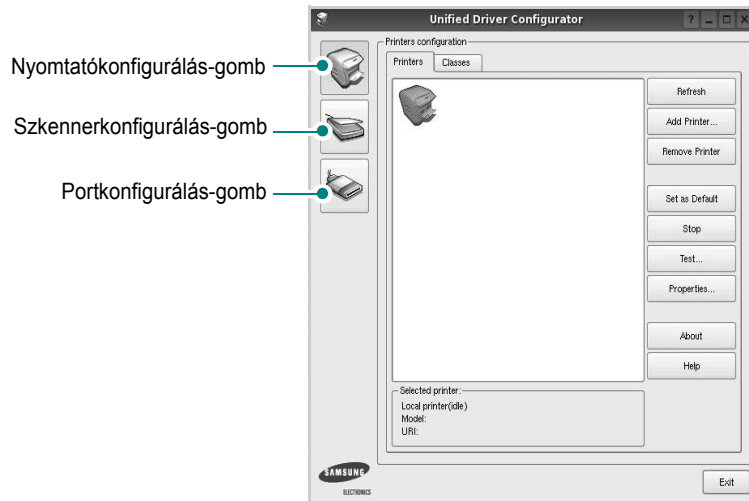 Unified Driver Configurator
Nyomtatókonfigurálás-gomb
Szkennerkonfigurálás-gomb
Portkonfigurálás-gomb
Printers configuration
Printers
Classes
Refresh
Add Printer...
Remove Printer
Set as Default
Stop
Test...
Properties...
About
Help
Selected printer:
Local printer(idle)
Model:
URI:
SAMSUNG
ELECTRONICS
Exit